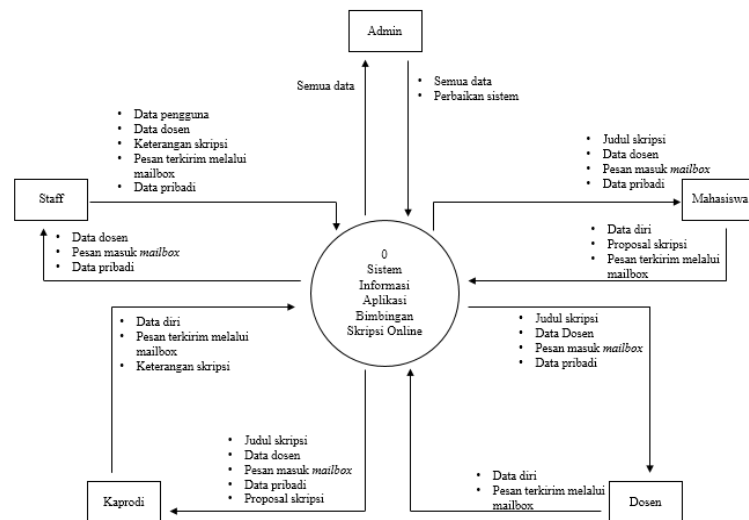 Admin
Semua data
• Semua data
• Perbaikan sistem
• Data pengguna
• Data dosen
• Keterangan skripsi
• Pesan terkirim melalui
mailbox
• Data pribadi
• Judul skripsi
• Data dosen
• Pesan masuk mailbox
• Data pribadi
Staff
Mahasiswa
• Data dosen
• Pesan masuk mailbox
• Data pribadi
0
Sistem
Informasi
Aplikasi
Bimbingan
Skripsi Online
• Data diri
• Proposal skripsi
• Pesan terkirim melalui
mailbox
• Data diri
• Pesan terkirim melalui
mailbox
• Keterangan skripsi
• Judul skripsi
• Data Dosen
• Pesan masuk mailbox
• Data pribadi
• Judul skripsi
• Data dosen
• Pesan masuk mailbox
• Data pribadi
• Proposal skripsi
• Data diri
• Pesan terkirim melalui
mailbox
Kaprodi
Dosen